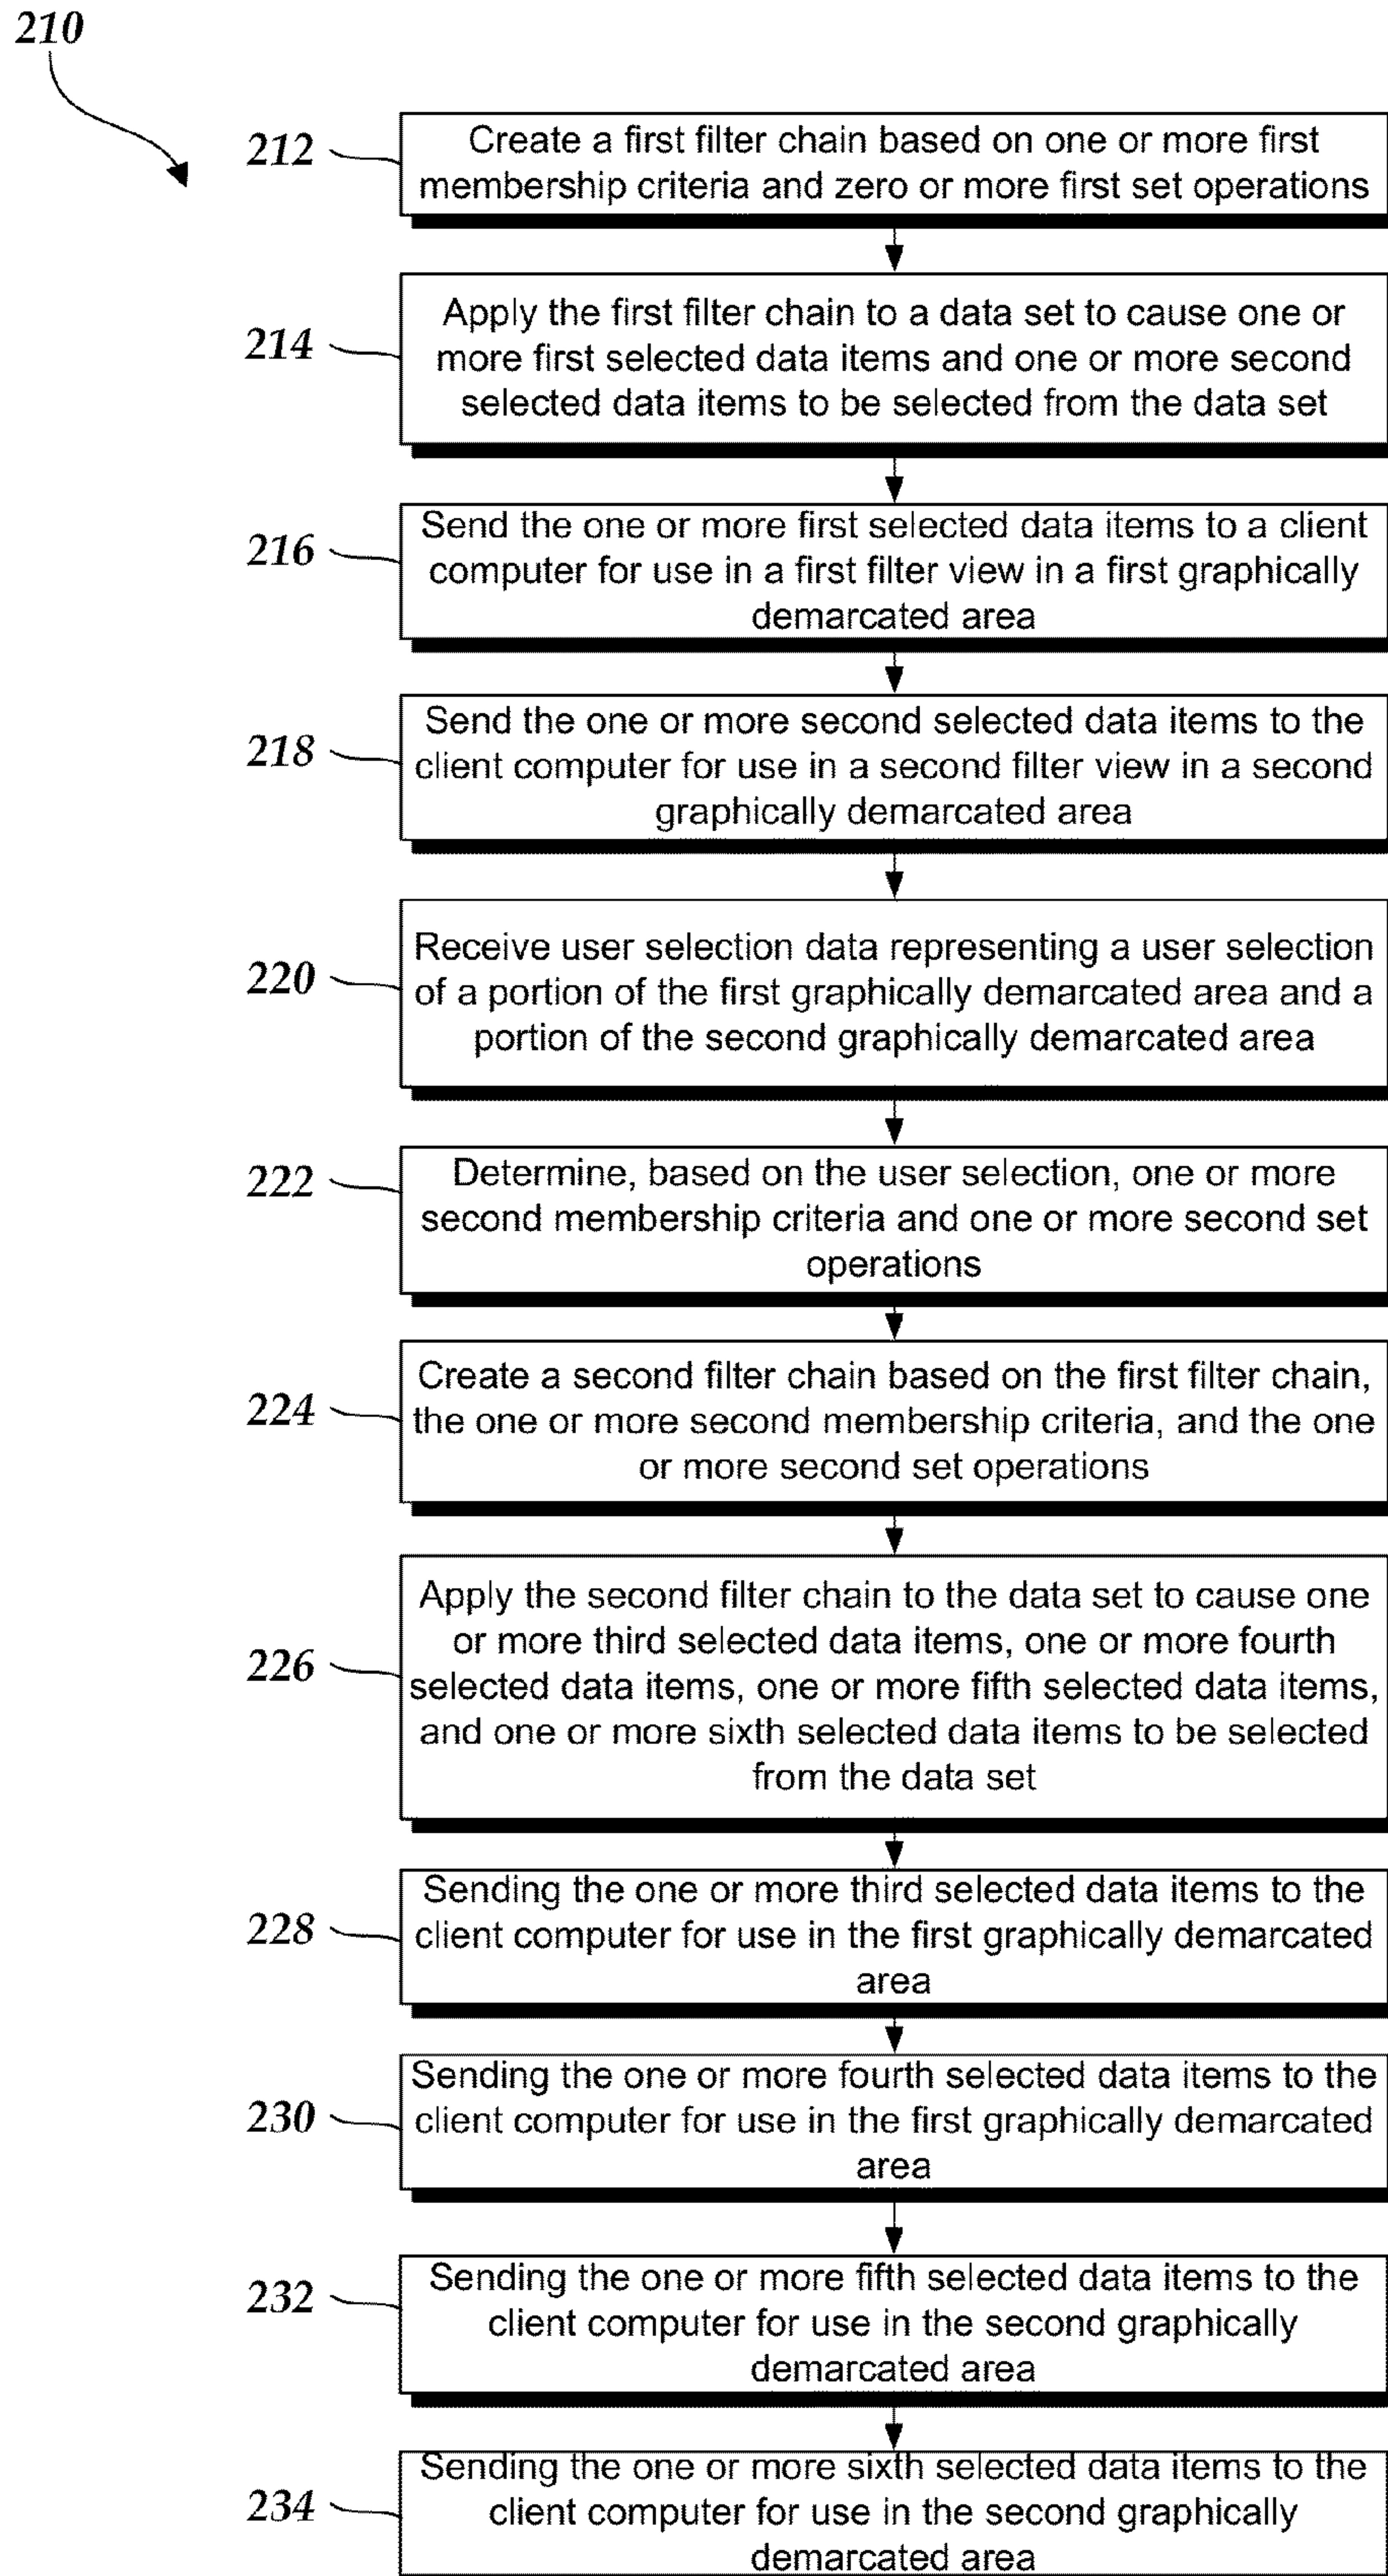 210
212
Create a first filter chain based on one or more first
membership criteria and zero or more first set operations
214
Apply the first filter chain to a data set to cause one or
more first selected data items and one or more second
selected data items to be selected from the data set
216
Send the one or more first selected data items to a client
computer for use in a first filter view in a first graphically
demarcated area
218
Send the one or more second selected data items to the
client computer for use in a second filter view in a second
graphically demarcated area
220
Receive user selection data representing a user selection
of a portion of the first graphically demarcated area and a
portion of the second graphically demarcated area
222
Determine, based on the user selection, one or more
second membership criteria and one or more second set
operations
224
Create a second filter chain based on the first filter chain,
the one or more second membership criteria, and the one
or more second set operations
226
Apply the second filter chain to the data set to cause one
or more third selected data items, one or more fourth
selected data items, one or more fifth selected data items,
and one or more sixth selected data items to be selected
from the data set
228
Sending the one or more third selected data items to the
client computer for use in the first graphically demarcated
area
230
Sending the one or more fourth selected data items to the
client computer for use in the first graphically demarcated
area
232
Sending the one or more fifth selected data items to the
client computer for use in the second graphically
demarcated area
234
Sending the one or more sixth selected data items to the
client computer for use in the second graphically
demarcated area